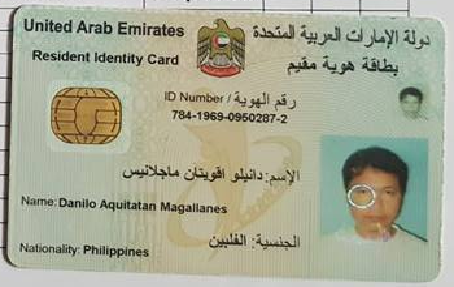 United Arab Emirates
دولة الإمارات العربية المتحدة
Resident Identity Card
بطاقة هوية مقيم
ID Number / رقم الهوية
784-1969-0950287-2
الإسم: دانيلو اقويتان ماجلانيس
Name: Danilo Aquitatan Magallanes
الجنسية: الفلبين
Nationality: Philippines